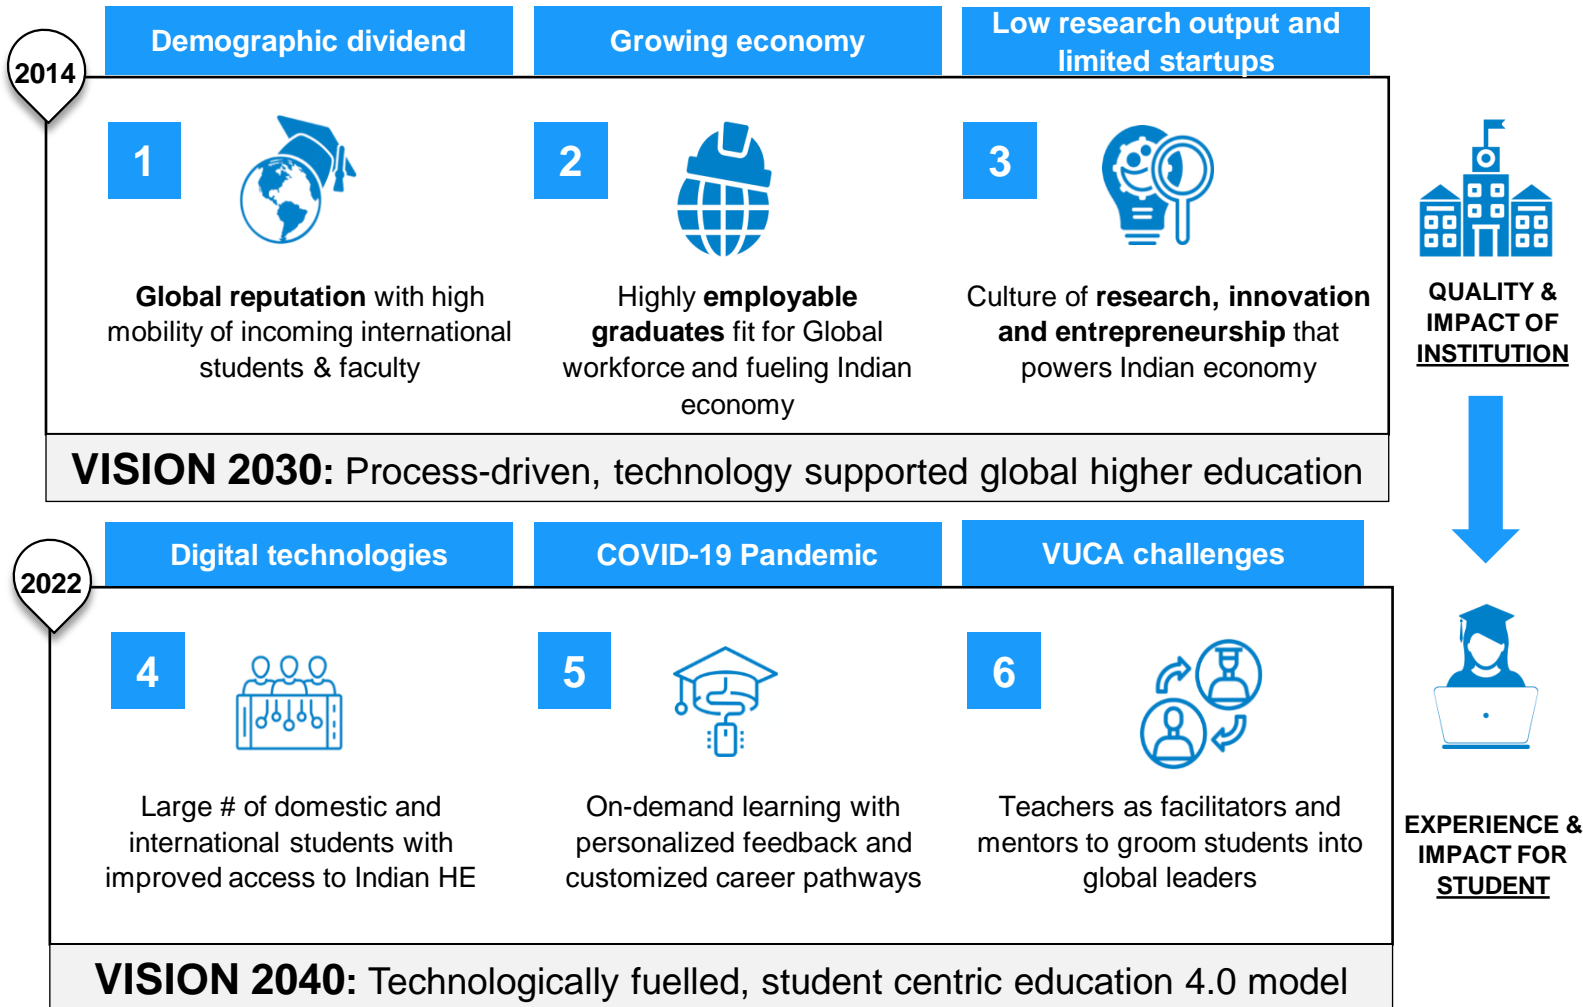 2014
Demographic dividend
Growing economy
Low research output and
limited startups
1
Global reputation with high
mobility of incoming international
students & faculty
2
Highly employable
graduates fit for Global
workforce and fueling Indian
economy
3
Culture of research, innovation
and entrepreneurship that
powers Indian economy
VISION 2030: Process-driven, technology supported global higher education
QUALITY &
IMPACT OF
INSTITUTION
2022
Digital technologies
COVID-19 Pandemic
VUCA challenges
4
Large # of domestic and
international students with
improved access to Indian HE
5
On-demand learning with
personalized feedback and
customized career pathways
6
Teachers as facilitators and
mentors to groom students into
global leaders
VISION 2040: Technologically fuelled, student centric education 4.0 model
EXPERIENCE &
IMPACT FOR
STUDENT